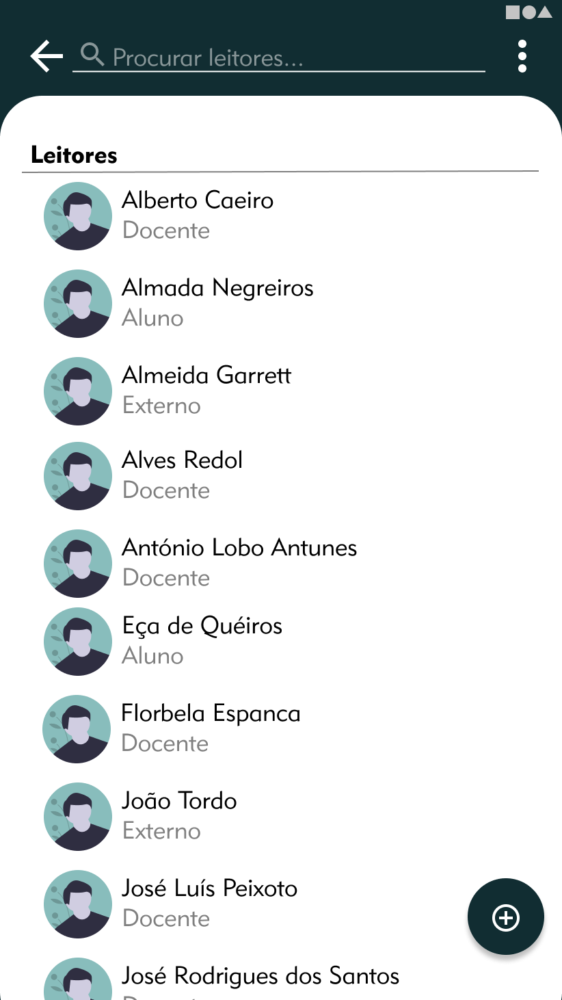 Procurar leitores...
Leitores
Alberto Caeiro
Docente
Almada Negreiros
Aluno
Almeida Garrett
Externo
Alves Redol
Docente
António Lobo Antunes
Docente
Eça de Quéiros
Aluno
Florbela Espanca
Docente
João Tordo
Externo
José Luís Peixoto
Docente
José Rodrigues dos Santos